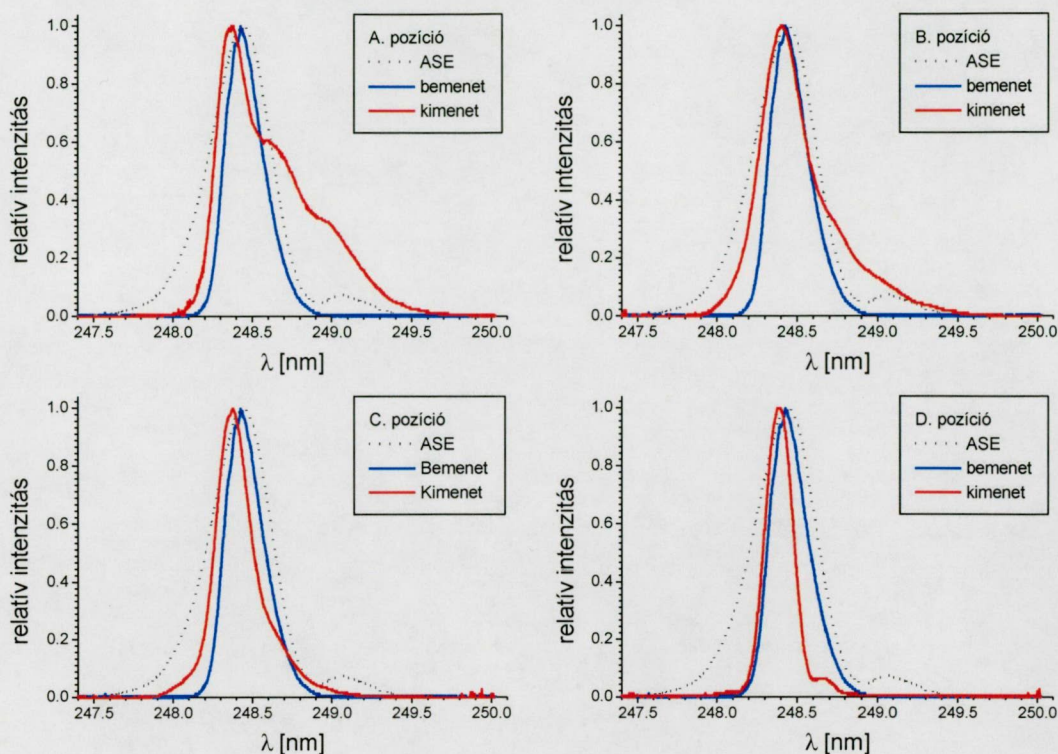 A. pozíció
ASE
bemenet
kimenet
relatív intenzitás
1.0
0.8
0.6
0.4
0.2
0.0
247.5 248.0 248.5 249.0 249.5 250.0
λ [nm]
B. pozíció
ASE
bemenet
kimenet
relatív intenzitás
1.0
0.8
0.6
0.4
0.2
0.0
247.5 248.0 248.5 249.0 249.5 250.0
λ [nm]
C. pozíció
ASE
Bemenet
Kimenet
relatív intenzitás
1.0
0.8
0.6
0.4
0.2
0.0
247.5 248.0 248.5 249.0 249.5 250.0
λ [nm]
D. pozíció
ASE
bemenet
kimenet
relatív intenzitás
1.0
0.8
0.6
0.4
0.2
0.0
247.5 248.0 248.5 249.0 249.5 250.0
λ [nm]